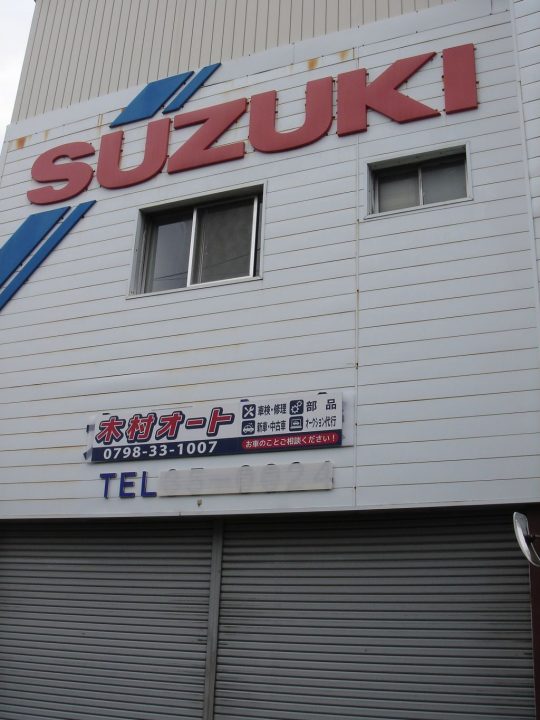 SUZUKI
木村オート
車検・修理
部品
新車・中古車
オークション代行
0798-33-1007
お車のことご相談ください！
TEL